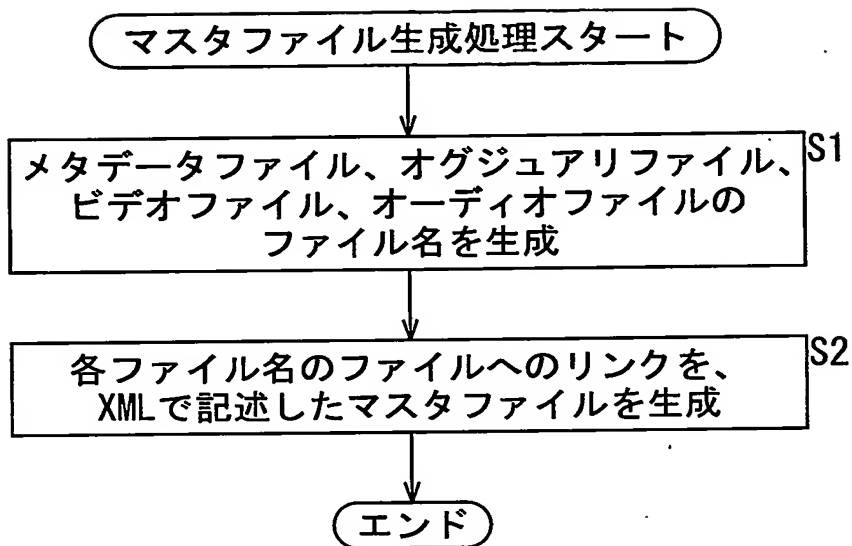 マスタファイル生成処理スタート
S1
メタデータファイル、オグジュアリファイル、
ビデオファイル、オーディオファイルの
ファイル名を生成
S2
各ファイル名のファイルへのリンクを、
XMLで記述したマスタファイルを生成
エンド